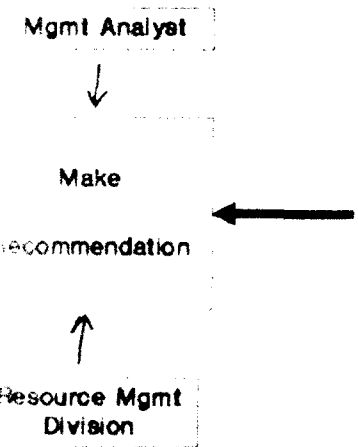 Mgmt Analyst
Make
Recommendation
Resource Mgmt
Division